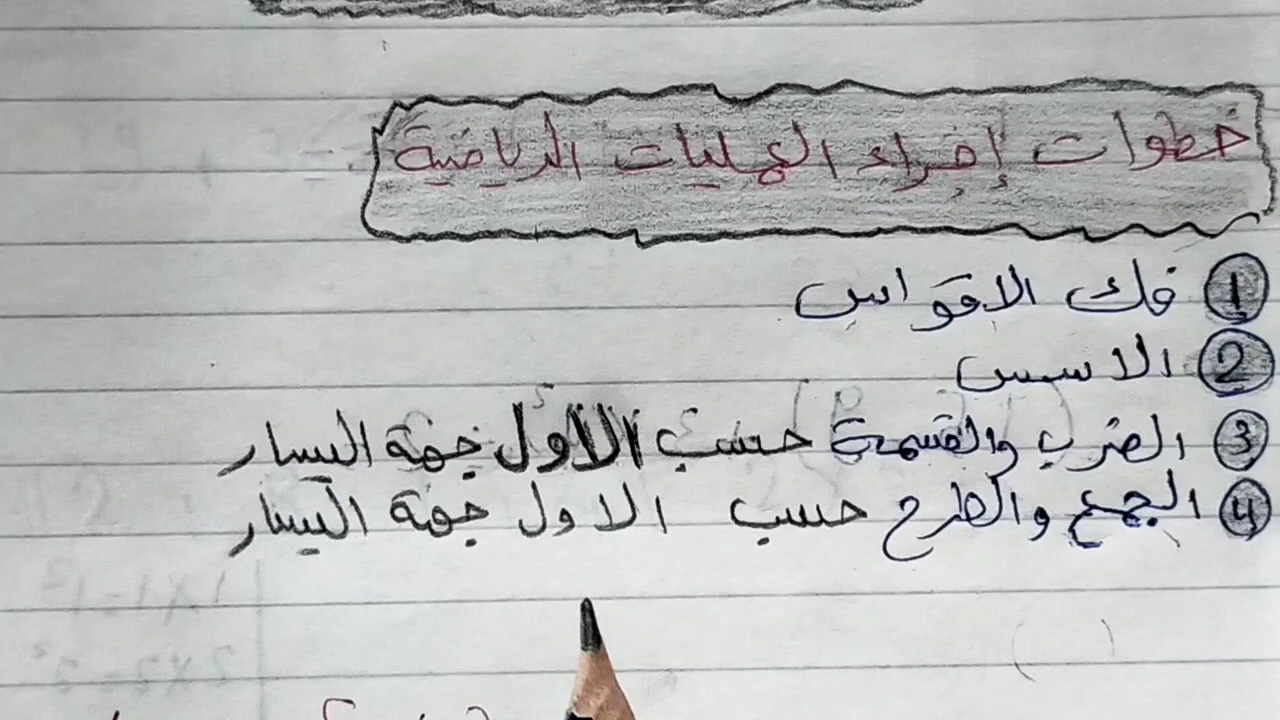 خطوات إجراء العمليات الرياضية
1 فك الاقواس
2 الاسس
3 الضرب والقسمة حسب الأول جهة اليسار
4 الجمع والطرح حسب الاول جهة اليسار
( )